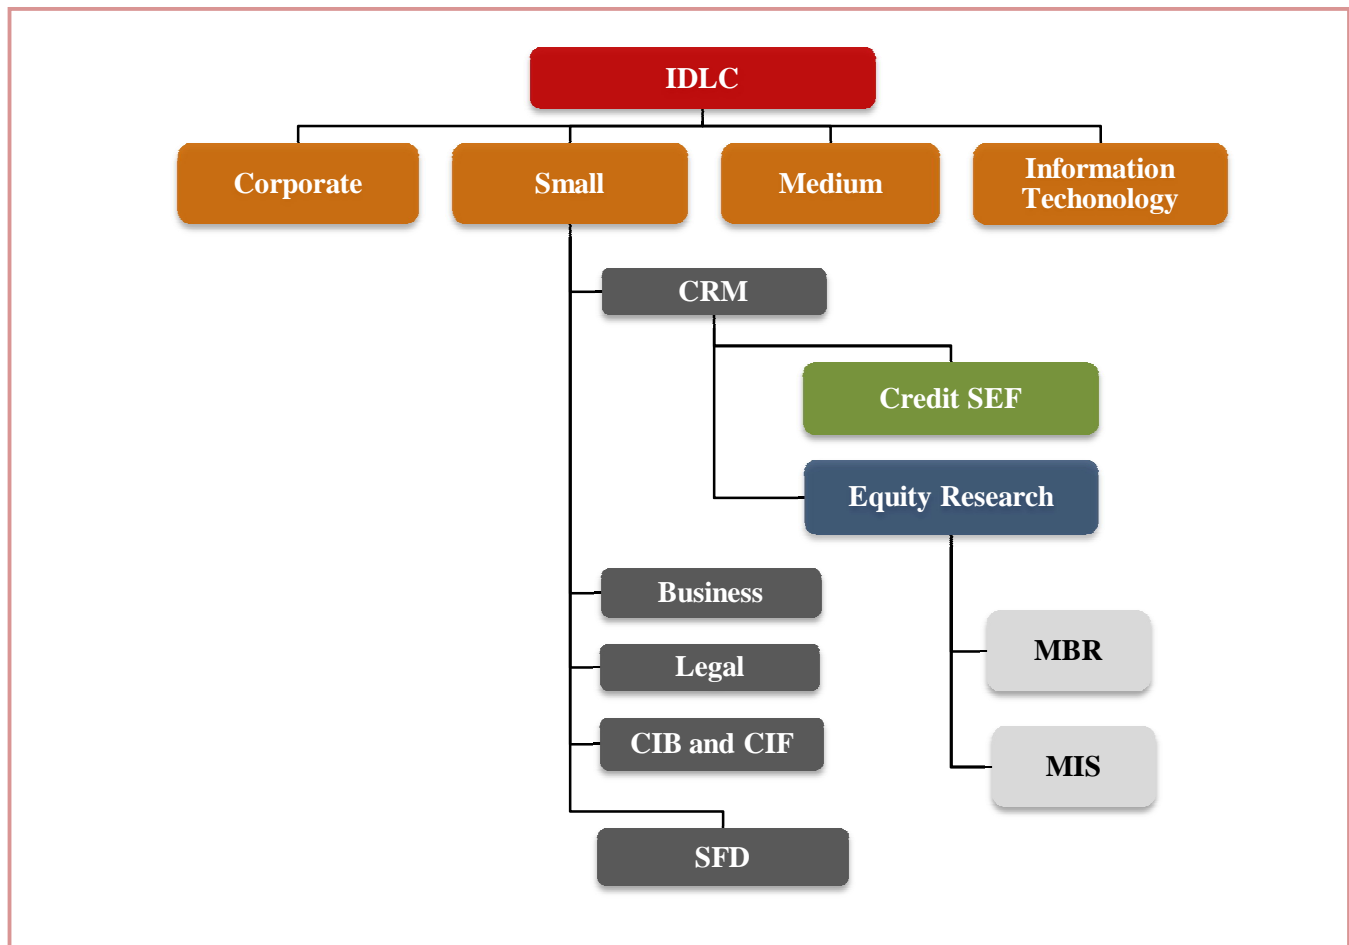 IDLC
Corporate
Small
Medium
Information
Techonology
CRM
Credit SEF
Equity Research
Business
MBR
Legal
CIB and CIF
MIS
SFD